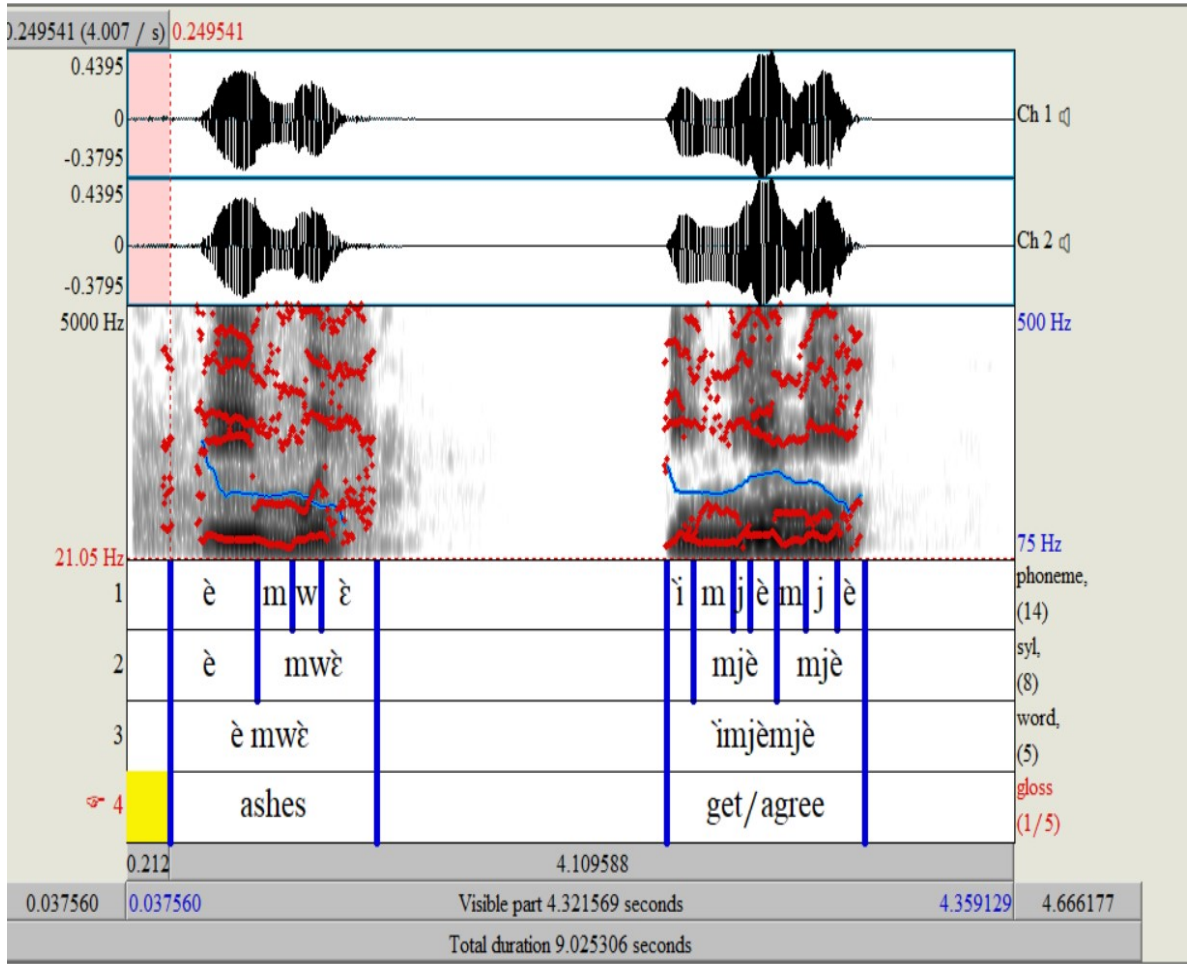 0.249541 (4.007 / s) 0.249541
0.4395
0
-0.3795
Ch 1
0.4395
0
-0.3795
Ch 2
5000 Hz 500 Hz
21.05 Hz 75 Hz
1 è m w ɛ̀ ì m j è m j è phoneme, (14)
2 è mwɛ̀ mjè mjè syl, (8)
3 è mwɛ̀ ìmjèmjè word, (5)
4 ashes get/agree gloss (1/5)
0.212 4.109588
0.037560 0.037560 Visible part 4.321569 seconds 4.359129 4.666177
Total duration 9.025306 seconds